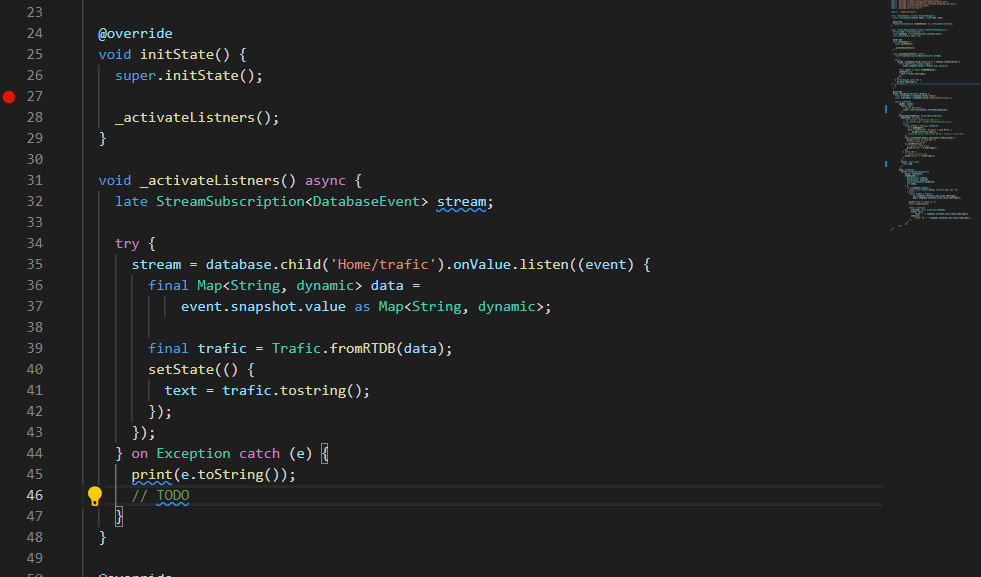 23
24 @override
25 void initState() {
26 super.initState();
27
28 _activateListners();
29 }
30
31 void _activateListners() async {
32 late StreamSubscription<DatabaseEvent> stream;
33
34 try {
35 stream = database.child('Home/trafic').onValue.listen((event) {
36 final Map<String, dynamic> data =
37 event.snapshot.value as Map<String, dynamic>;
38
39 final trafic = Trafic.fromRTDB(data);
40 setState(() {
41 text = trafic.tostring();
42 });
43 });
44 } on Exception catch (e) {
45 print(e.toString());
46 // TODO
47 }
48 }
49
50 @override